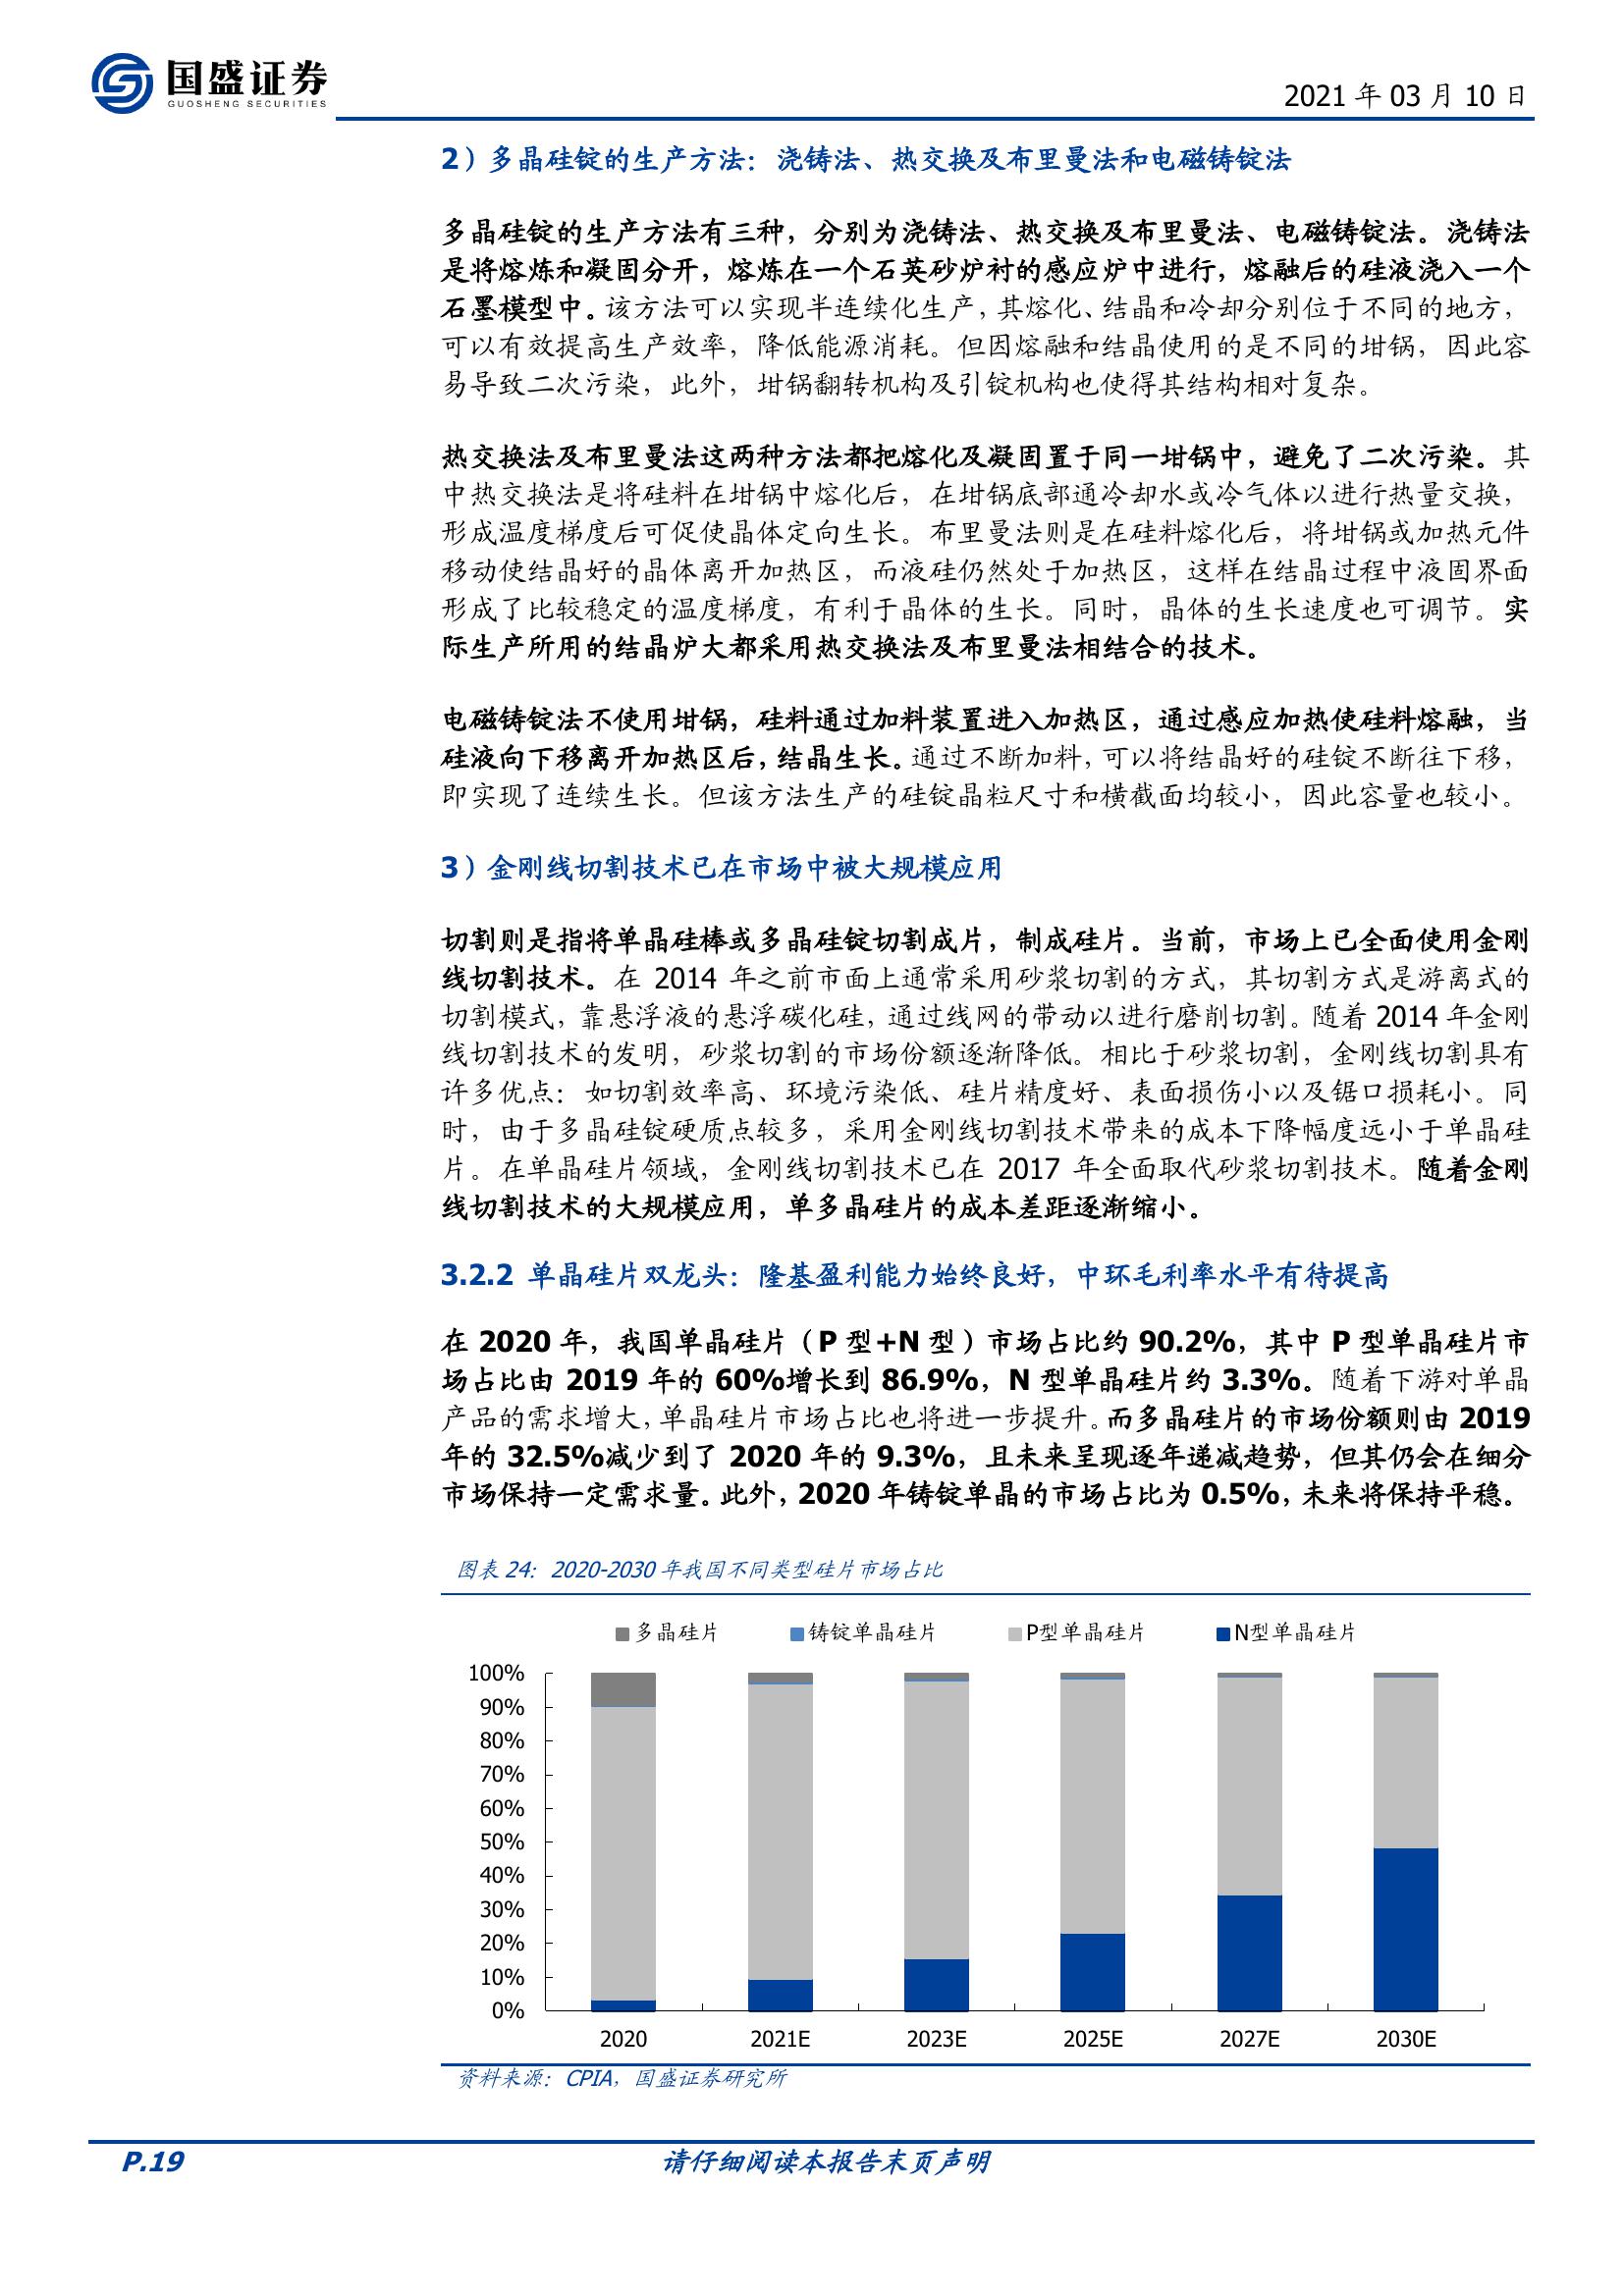 国盛证券
GUOSHENG SECURITIES
2021 年 03 月 10 日
2）多晶硅锭的生产方法：浇铸法、热交换及布里曼法和电磁铸锭法
多晶硅锭的生产方法有三种，分别为浇铸法、热交换及布里曼法、电磁铸锭法。浇铸法
是将熔炼和凝固分开，熔炼在一个石英砂炉衬的感应炉中进行，熔融后的硅液浇入一个
石墨模型中。该方法可以实现半连续化生产，其熔化、结晶和冷却分别位于不同的地方，
可以有效提高生产效率，降低能源消耗。但因熔融和结晶使用的是不同的坩锅，因此容
易导致二次污染，此外，坩锅翻转机构及引锭机构也使得其结构相对复杂。
热交换法及布里曼法这两种方法都把熔化及凝固置于同一坩锅中，避免了二次污染。其
中热交换法是将硅料在坩锅中熔化后，在坩锅底部通冷却水或冷气体以进行热量交换，
形成温度梯度后可促使晶体定向生长。布里曼法则是在硅料熔化后，将坩锅或加热元件
移动使结晶好的晶体离开加热区，而液硅仍然处于加热区，这样在结晶过程中液固界面
形成了比较稳定的温度梯度，有利于晶体的生长。同时，晶体的生长速度也可调节。实
际生产所用的结晶炉大都采用热交换法及布里曼法相结合的技术。
电磁铸锭法不使用坩锅，硅料通过加料装置进入加热区，通过感应加热使硅料熔融，当
硅液向下移离开加热区后，结晶生长。通过不断加料，可以将结晶好的硅锭不断往下移，
即实现了连续生长。但该方法生产的硅锭晶粒尺寸和横截面均较小，因此容量也较小。
3）金刚线切割技术已在市场中被大规模应用
切割则是指将单晶硅棒或多晶硅锭切割成片，制成硅片。当前，市场上已全面使用金刚
线切割技术。在 2014 年之前市面上通常采用砂浆切割的方式，其切割方式是游离式的
切割模式，靠悬浮液的悬浮碳化硅，通过线网的带动以进行磨削切割。随着 2014 年金刚
线切割技术的发明，砂浆切割的市场份额逐渐降低。相比于砂浆切割，金刚线切割具有
许多优点：如切割效率高、环境污染低、硅片精度好、表面损伤小以及锯口损耗小。同
时，由于多晶硅锭硬质点较多，采用金刚线切割技术带来的成本下降幅度远小于单晶硅
片。在单晶硅片领域，金刚线切割技术已在 2017 年全面取代砂浆切割技术。随着金刚
线切割技术的大规模应用，单多晶硅片的成本差距逐渐缩小。
3.2.2 单晶硅片双龙头：隆基盈利能力始终良好，中环毛利率水平有待提高
在 2020 年，我国单晶硅片（P 型+N 型）市场占比约 90.2%，其中 P 型单晶硅片市
场占比由 2019 年的 60%增长到 86.9%，N 型单晶硅片约 3.3%。随着下游对单晶
产品的需求增大，单晶硅片市场占比也将进一步提升。而多晶硅片的市场份额则由 2019
年的 32.5%减少到了 2020 年的 9.3%，且未来呈现逐年递减趋势，但其仍会在细分
市场保持一定需求量。此外，2020 年铸锭单晶的市场占比为 0.5%，未来将保持平稳。
图表 24：2020-2030 年我国不同类型硅片市场占比
多晶硅片 铸锭单晶硅片 P型单晶硅片 N型单晶硅片
100%
90%
80%
70%
60%
50%
40%
30%
20%
10%
0%
2020 2021E 2023E 2025E 2027E 2030E
资料来源：CPIA，国盛证券研究所
P.19 请仔细阅读本报告末页声明